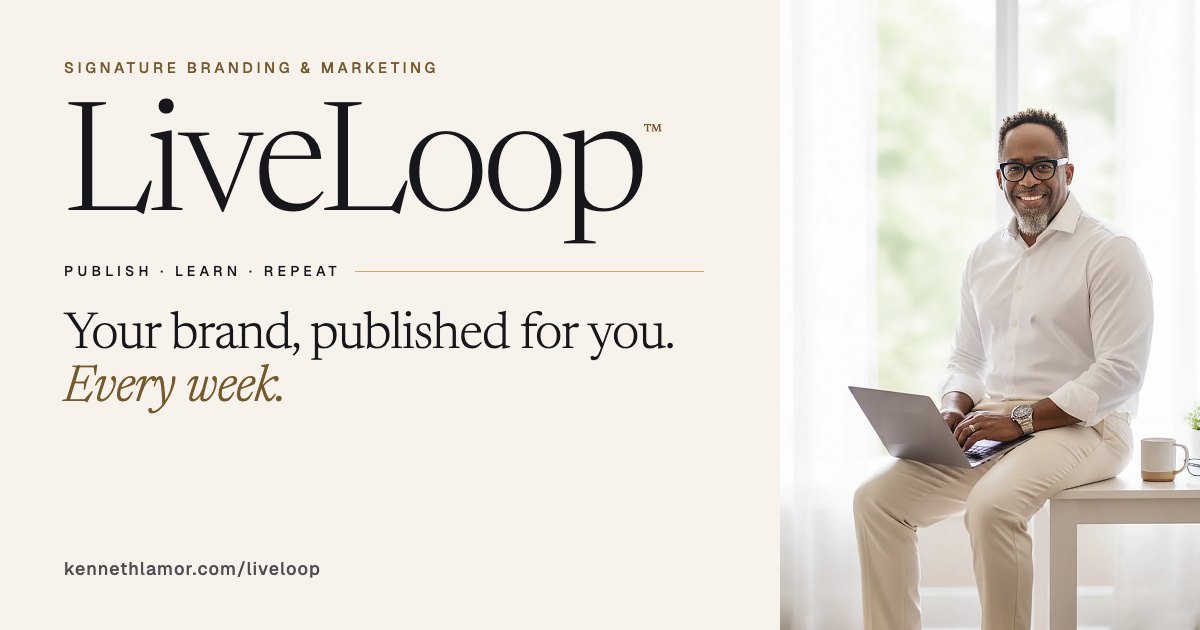 SIGNATURE BRANDING & MARKETING
LiveLoop™
PUBLISH · LEARN · REPEAT
Your brand, published for you.
Every week.
kennethlamor.com/liveloop